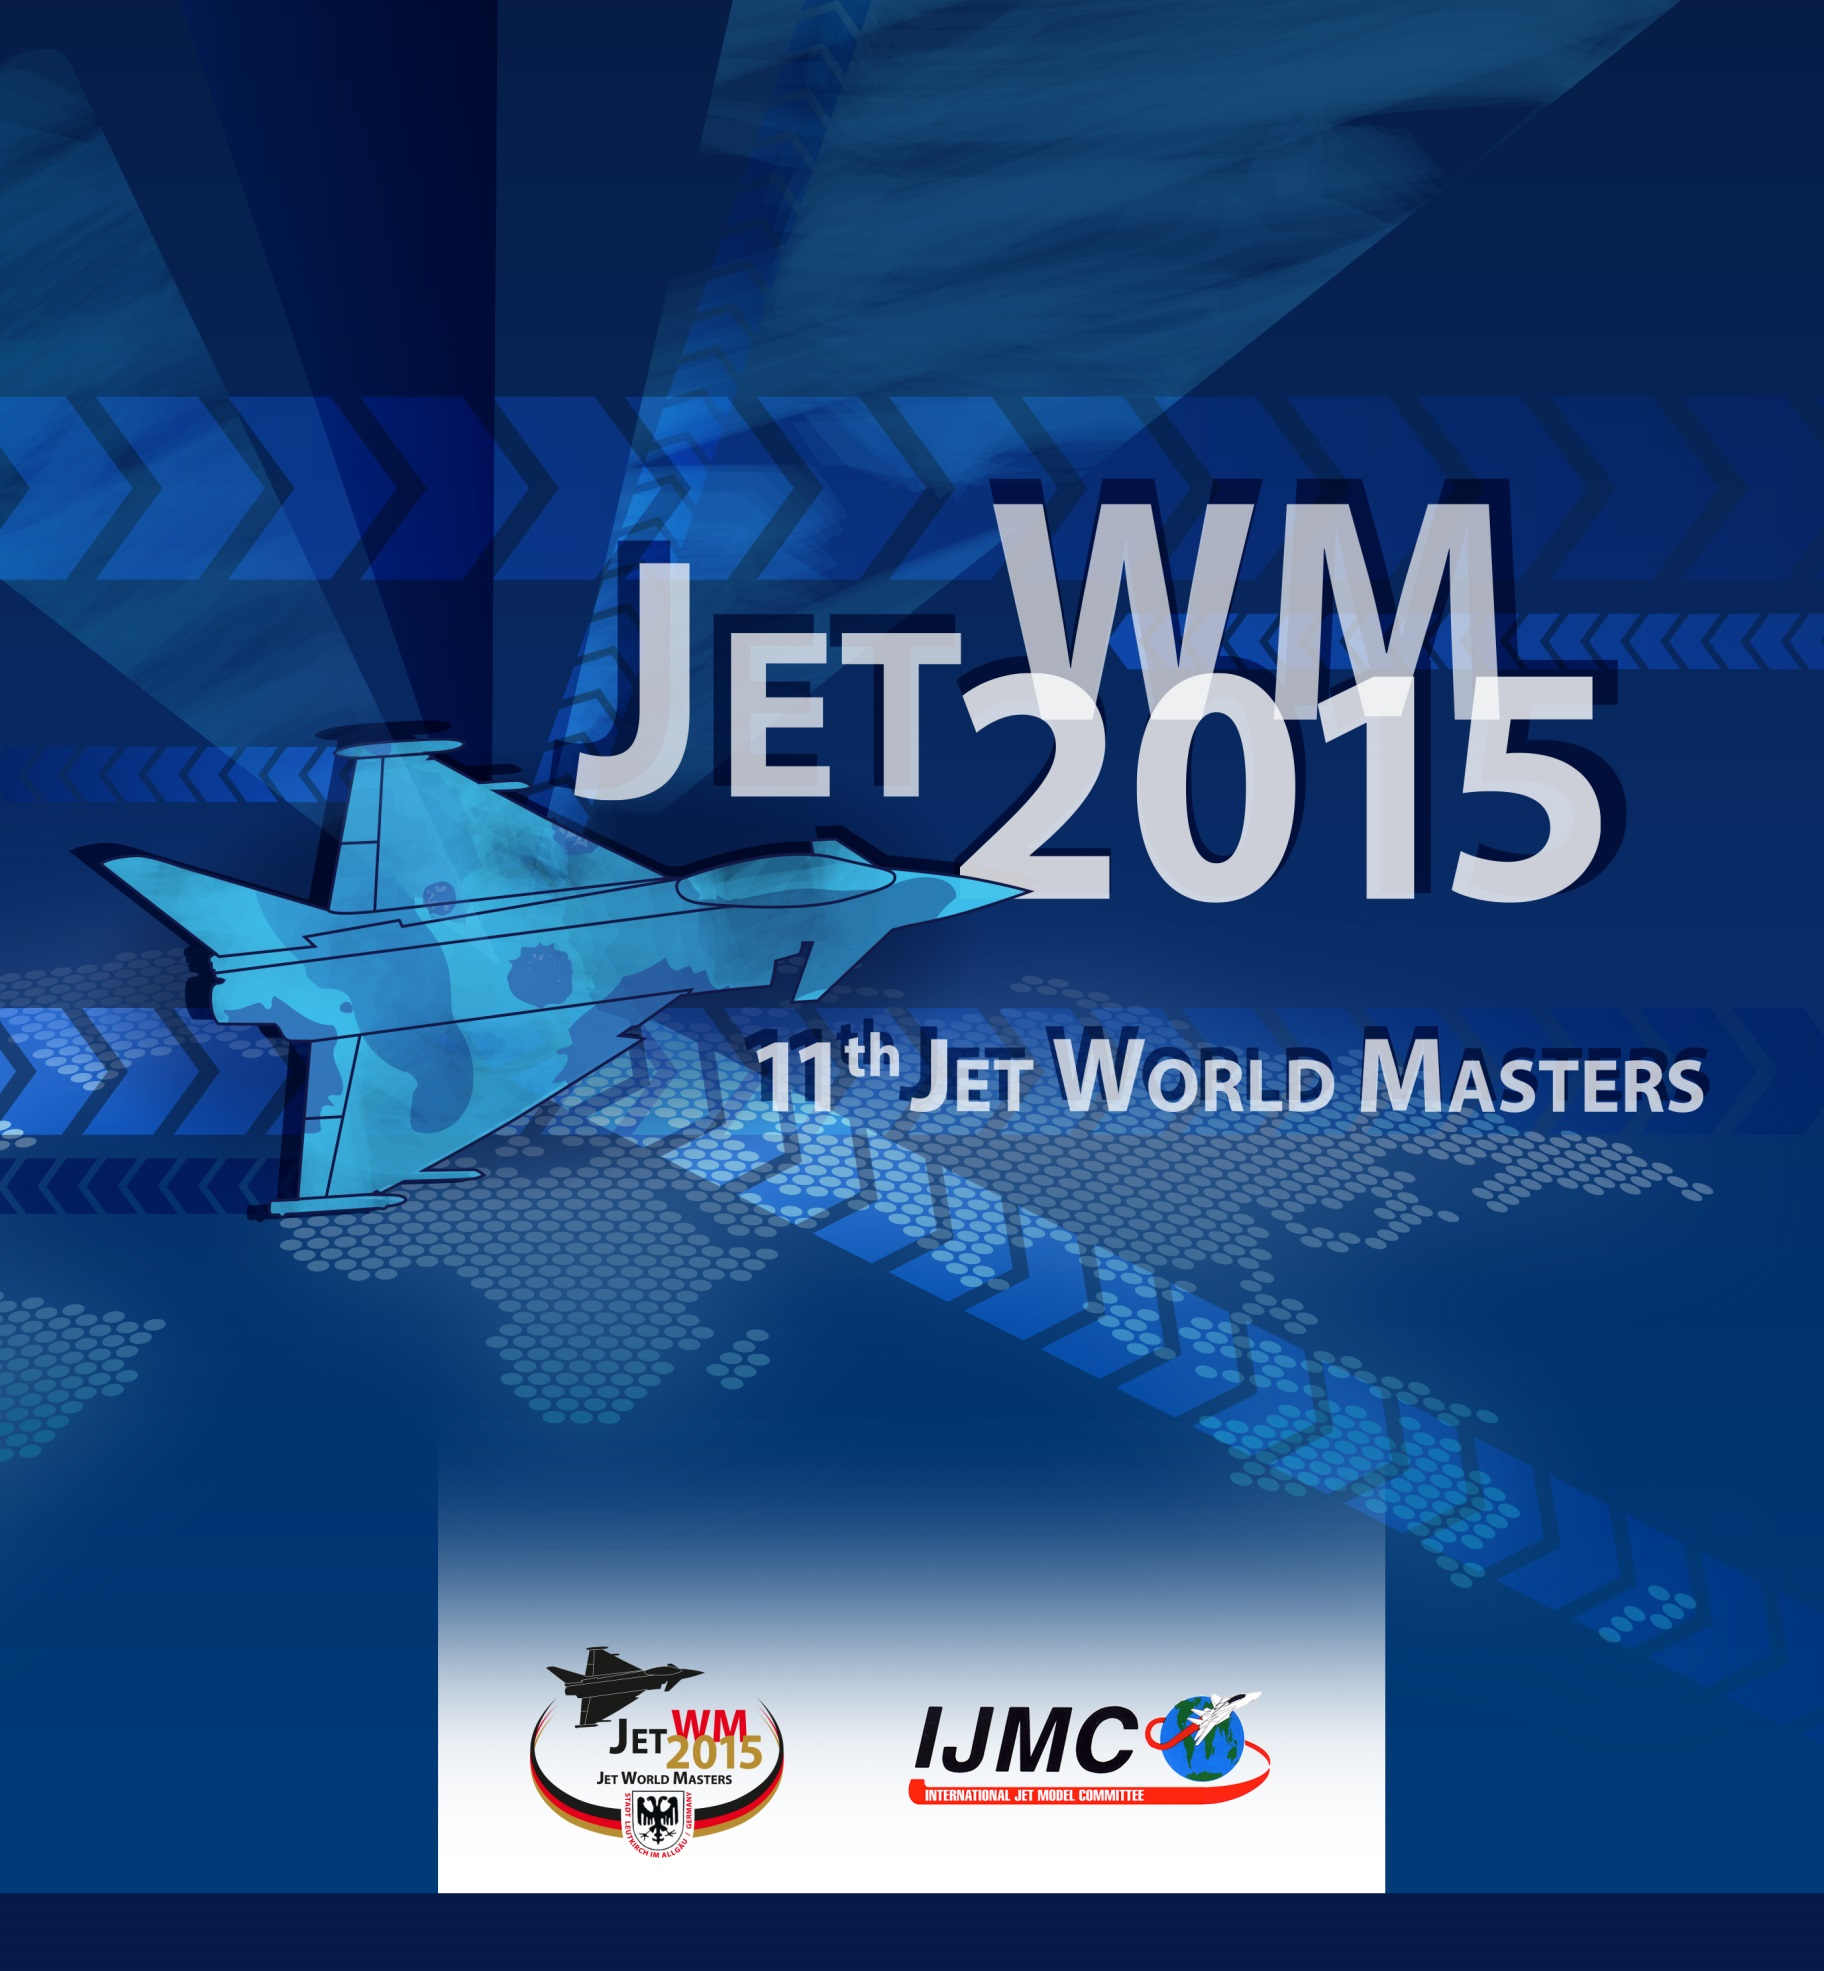 JET WM
2015
11th JET WORLD MASTERS
JET WM
2015
JET WORLD MASTERS
STADT LEUTKIRCH IM ALLGÄU / GERMANY
IJMC
INTERNATIONAL JET MODEL COMMITTEE